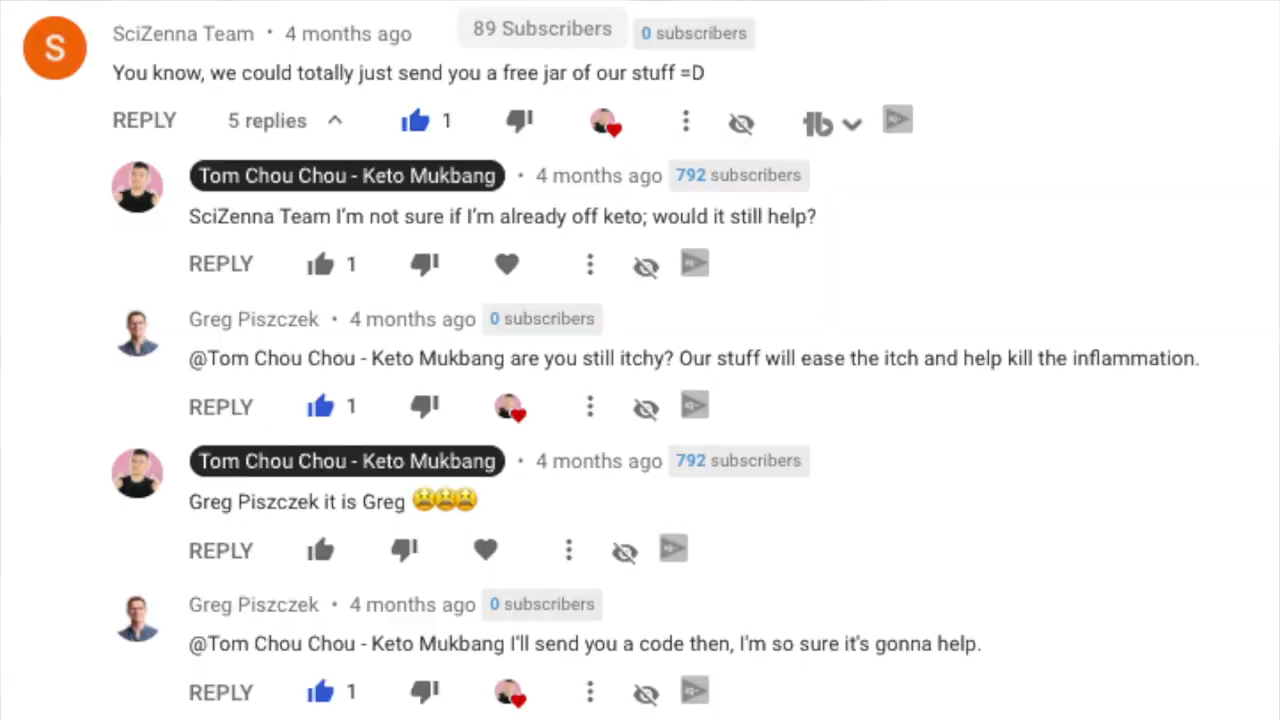 SciZenna Team • 4 months ago 89 Subscribers 0 subscribers
You know, we could totally just send you a free jar of our stuff =D
REPLY 5 replies 1
Tom Chou Chou - Keto Mukbang • 4 months ago 792 subscribers
SciZenna Team I'm not sure if I'm already off keto; would it still help?
REPLY 1
Greg Piszczek • 4 months ago 0 subscribers
@Tom Chou Chou - Keto Mukbang are you still itchy? Our stuff will ease the itch and help kill the inflammation.
REPLY 1
Tom Chou Chou - Keto Mukbang • 4 months ago 792 subscribers
Greg Piszczek it is Greg 😫😫😫
REPLY
Greg Piszczek • 4 months ago 0 subscribers
@Tom Chou Chou - Keto Mukbang I'll send you a code then, I'm so sure it's gonna help.
REPLY 1